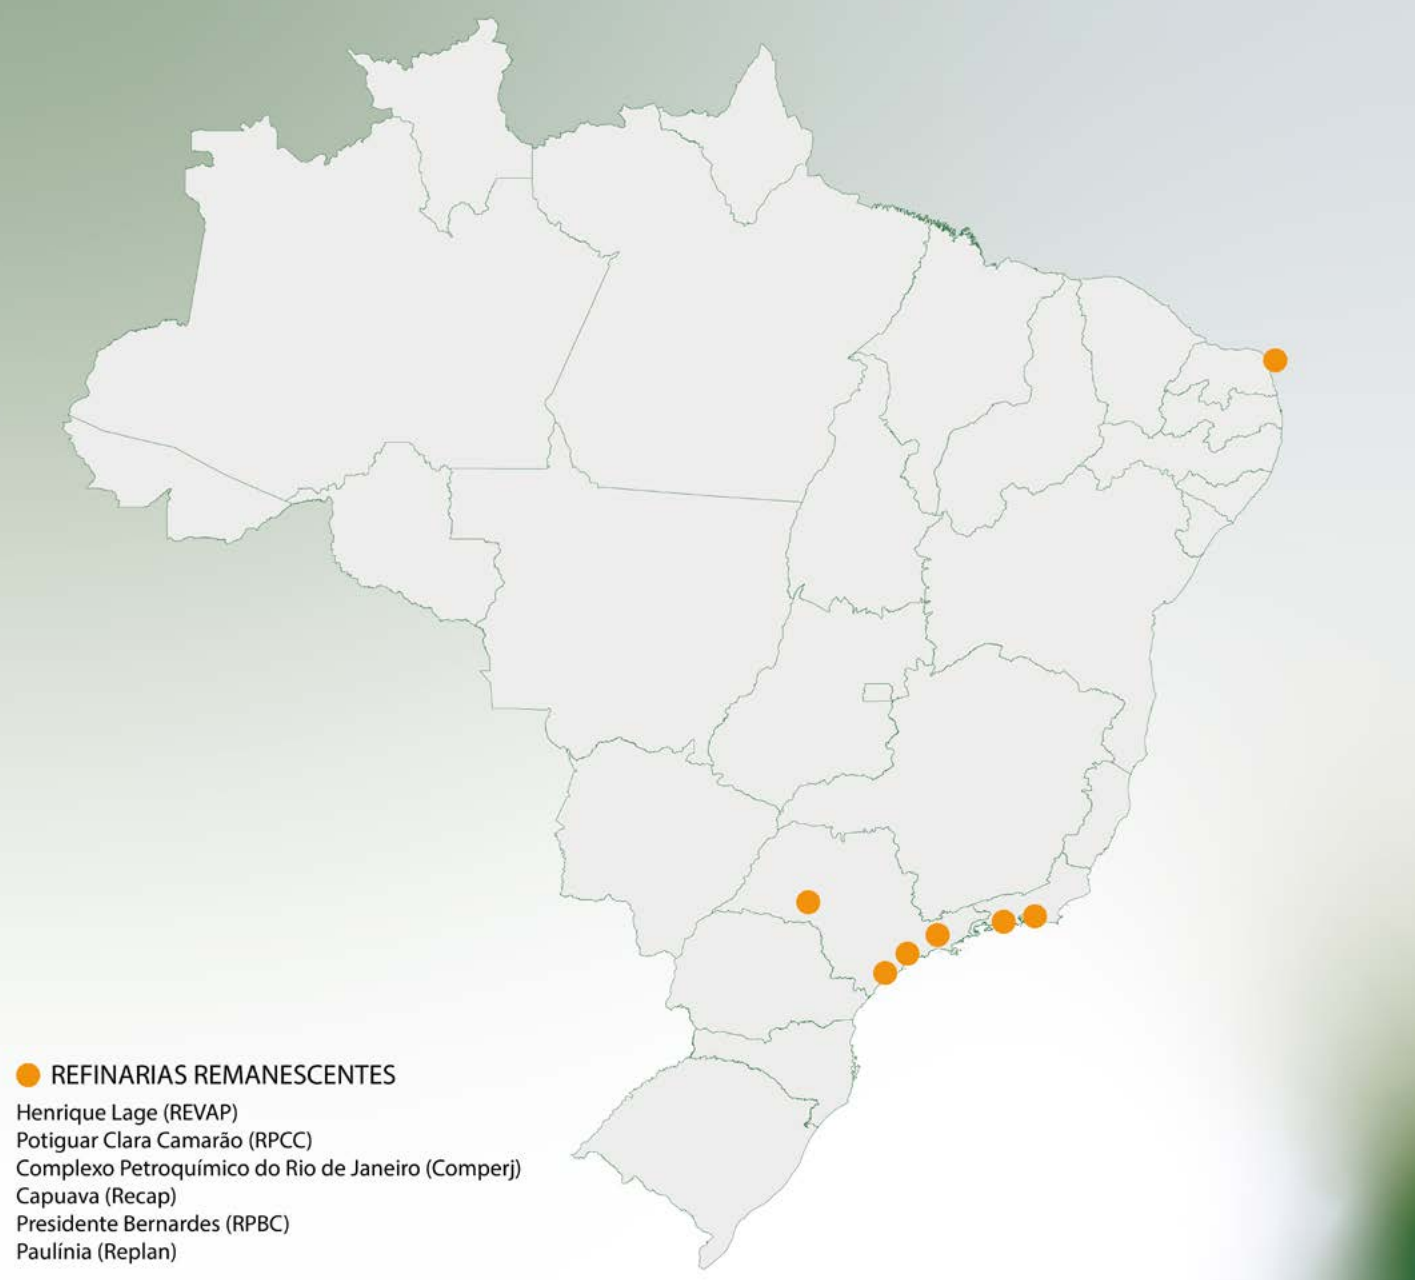 REFINARIAS REMANESCENTES
Henrique Lage (REVAP)
Potiguar Clara Camarão (RPCC)
Complexo Petroquímico do Rio de Janeiro (Comperj)
Capuava (Recap)
Presidente Bernardes (RPBC)
Paulínia (Replan)